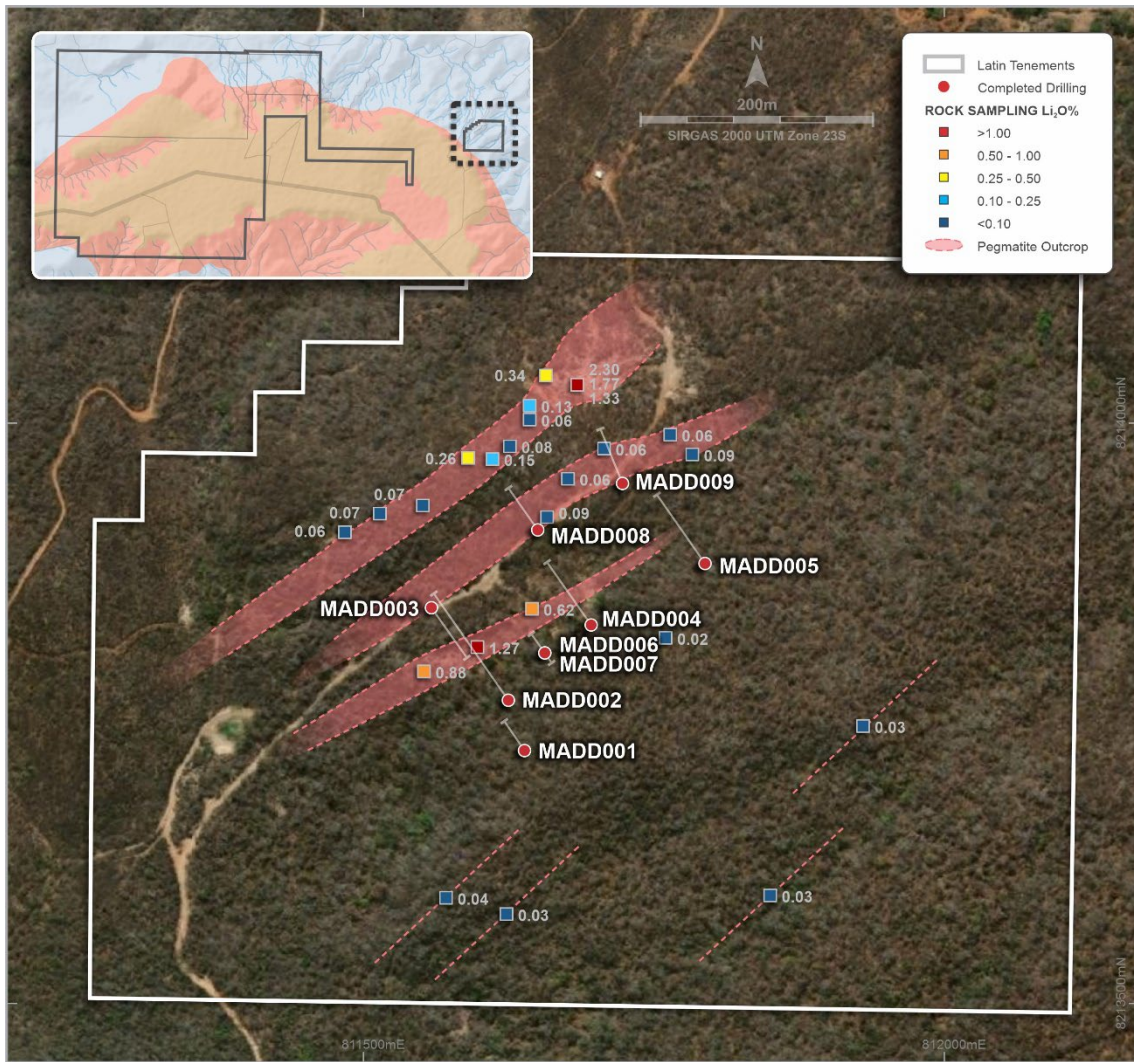 N
200m
SIRGAS 2000 UTM Zone 23S
Latin Tenements
Completed Drilling
ROCK SAMPLING Li₂O%
>1.00
0.50 - 1.00
0.25 - 0.50
0.10 - 0.25
<0.10
Pegmatite Outcrop
0.34
2.30
1.77
1.33
0.13
0.06
0.08
0.26
0.15
0.07
0.07
0.06
0.06
0.09
0.06
0.06
0.09
MADD009
MADD008
MADD005
MADD003
MADD004
0.62
MADD006
0.02
MADD007
1.27
0.88
MADD002
0.03
MADD001
0.04
0.03
0.03
8214000mN
8213500mN
811500mE
812000mE